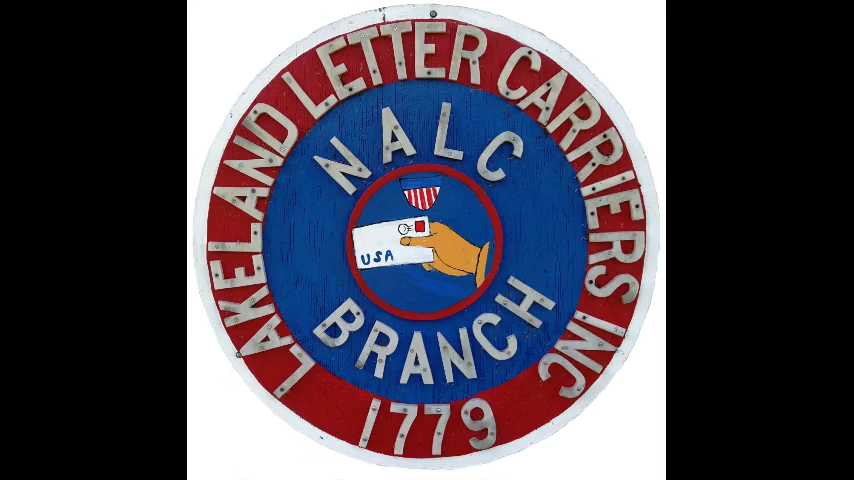 LAKELAND LETTER CARRIERS INC
NALC
USA
BRANCH
1779